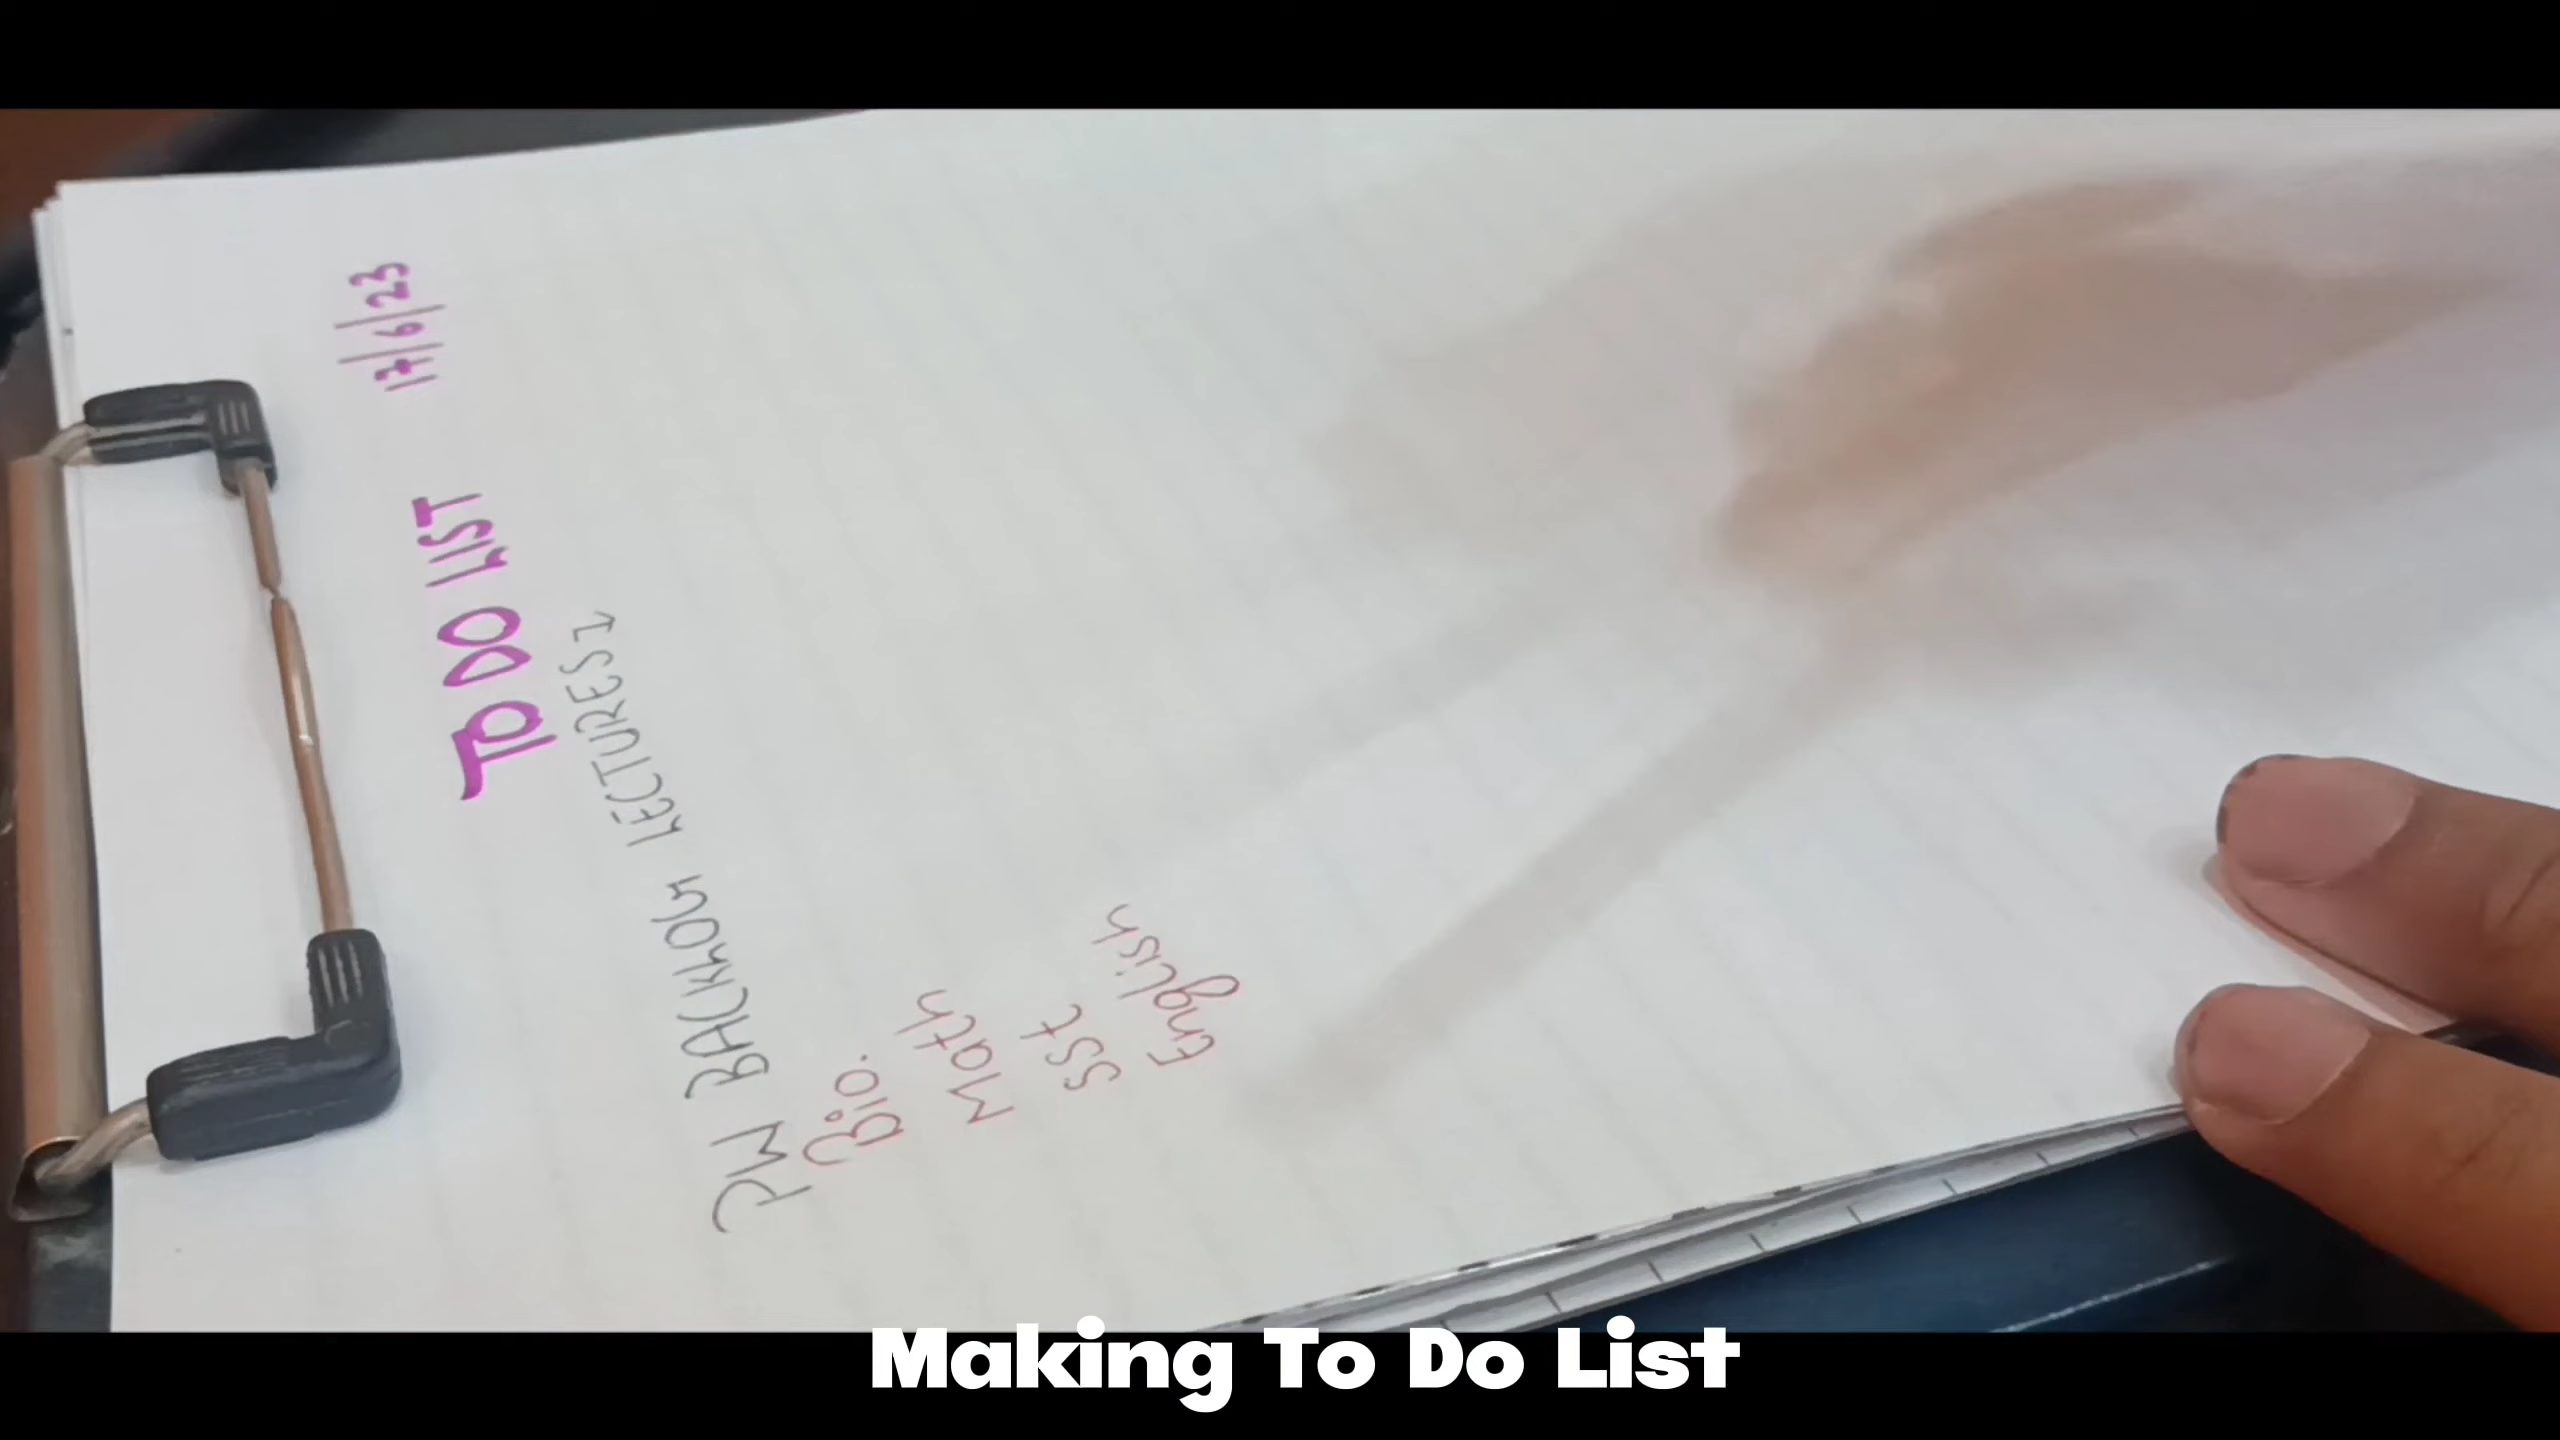 17/6/23
TO DO LIST
PW BACKLOG LECTURES
Bio.
Math
SSt
English
Making To Do List